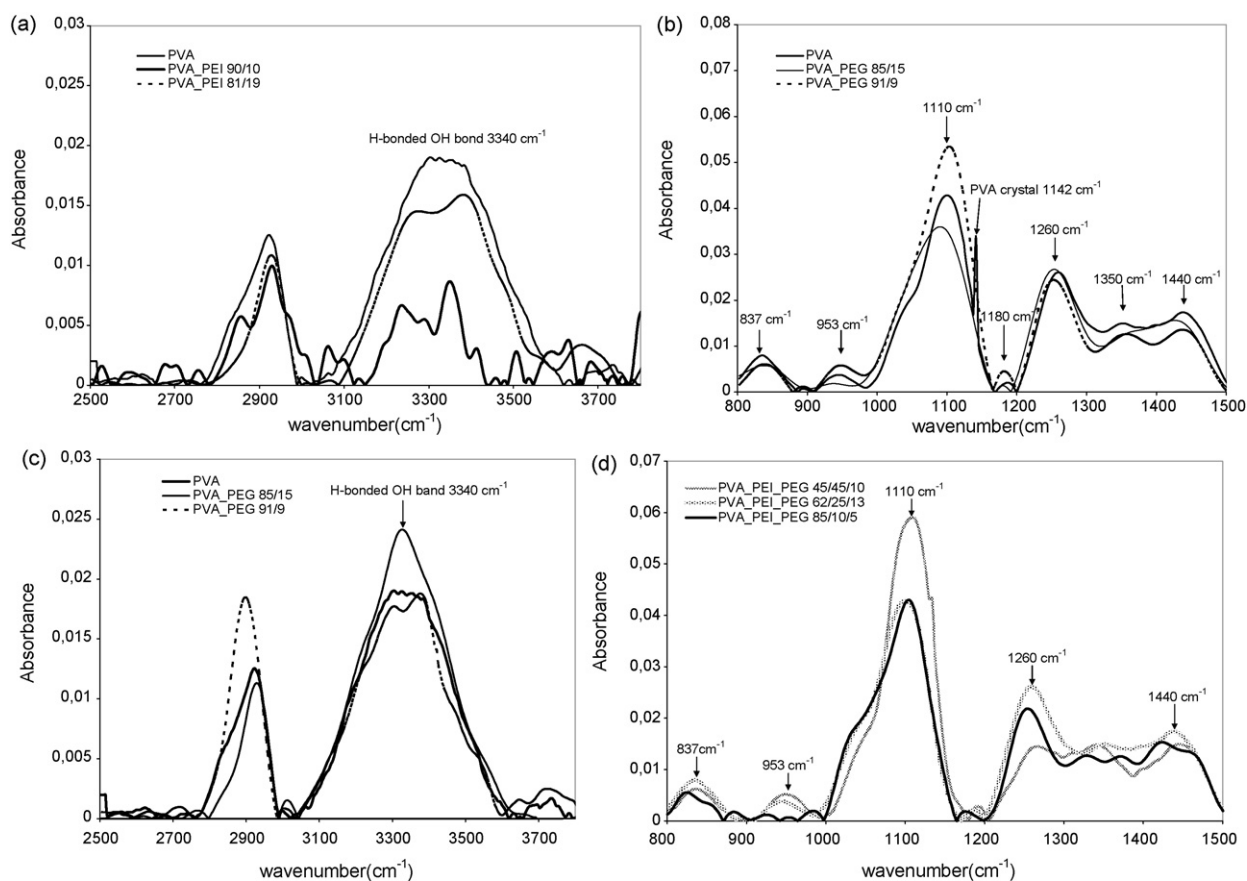 (a)
0,03
0,025
0,02
0,015
0,01
0,005
0
Absorbance
PVA
PVA_PEI 90/10
PVA_PEI 81/19
H-bonded OH bond 3340 cm⁻¹
2500 2700 2900 3100 3300 3500 3700
wavenumber(cm⁻¹)
(b)
0,08
0,07
0,06
0,05
0,04
0,03
0,02
0,01
0
Absorbance
PVA
PVA_PEG 85/15
PVA_PEG 91/9
1110 cm⁻¹
PVA crystal 1142 cm⁻¹
1260 cm⁻¹
1350 cm⁻¹
1440 cm⁻¹
837 cm⁻¹
953 cm⁻¹
1180 cm⁻¹
800 900 1000 1100 1200 1300 1400 1500
wavenumber(cm⁻¹)
(c)
0,03
0,025
0,02
0,015
0,01
0,005
0
Absorbance
PVA
PVA_PEG 85/15
PVA_PEG 91/9
H-bonded OH band 3340 cm⁻¹
2500 2700 2900 3100 3300 3500 3700
wavenumber(cm⁻¹)
(d)
0,07
0,06
0,05
0,04
0,03
0,02
0,01
0
Absorbance
PVA_PEI_PEG 45/45/10
PVA_PEI_PEG 62/25/13
PVA_PEI_PEG 85/10/5
1110 cm⁻¹
1260 cm⁻¹
1440 cm⁻¹
837cm⁻¹
953 cm⁻¹
800 900 1000 1100 1200 1300 1400 1500
wavenumber(cm⁻¹)